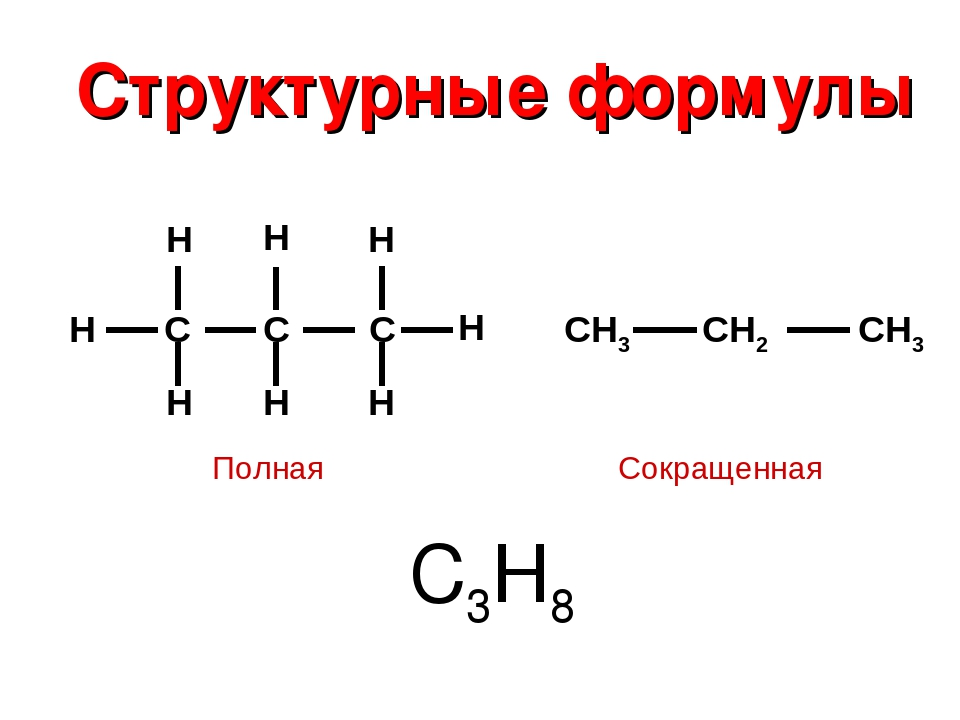 Структурные формулы
H H H
H C C C H CH₃ CH₂ CH₃
H H H
Полная Сокращенная
C₃H₈